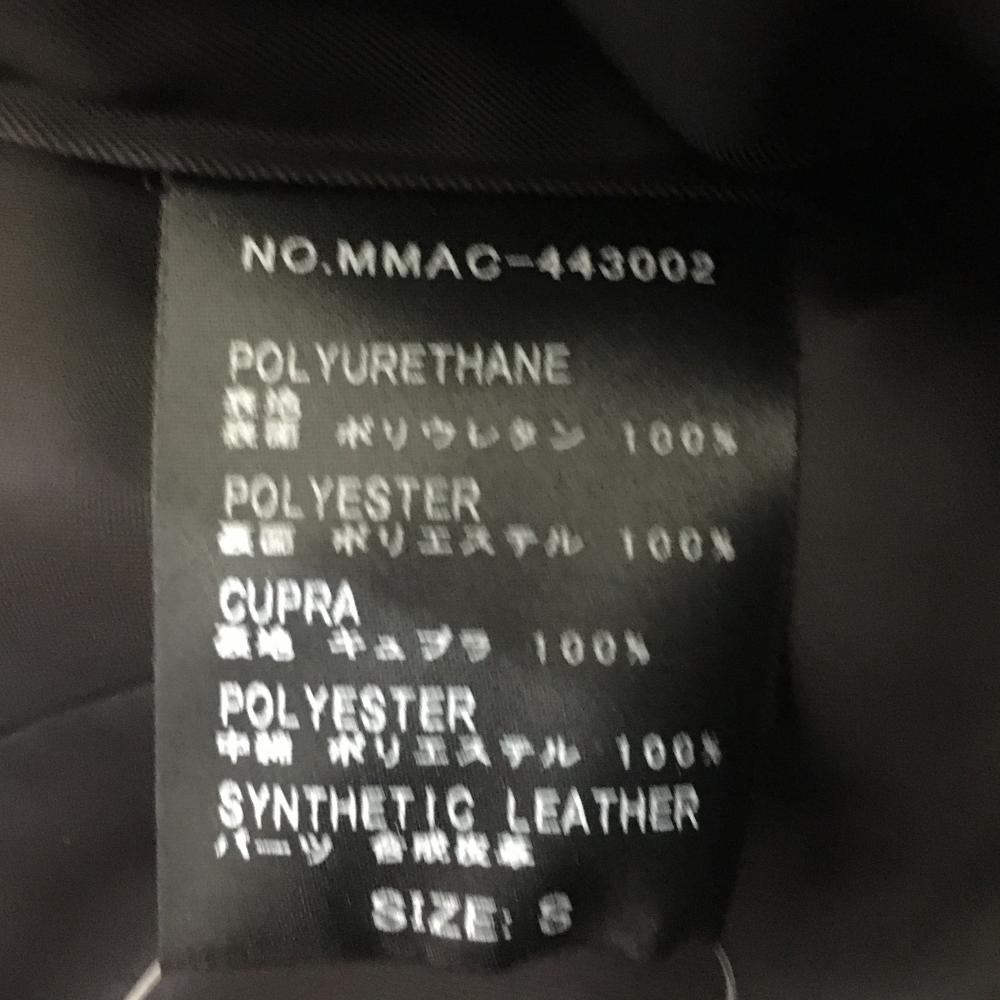 NO.MMAC-443002
POLYURETHANE
表地
表面 ポリウレタン 100%
POLYESTER
裏面 ポリエステル 100%
CUPRA
裏地 キュプラ 100%
POLYESTER
中綿 ポリエステル 100%
SYNTHETIC LEATHER
パーツ 合成皮革
SIZE: S